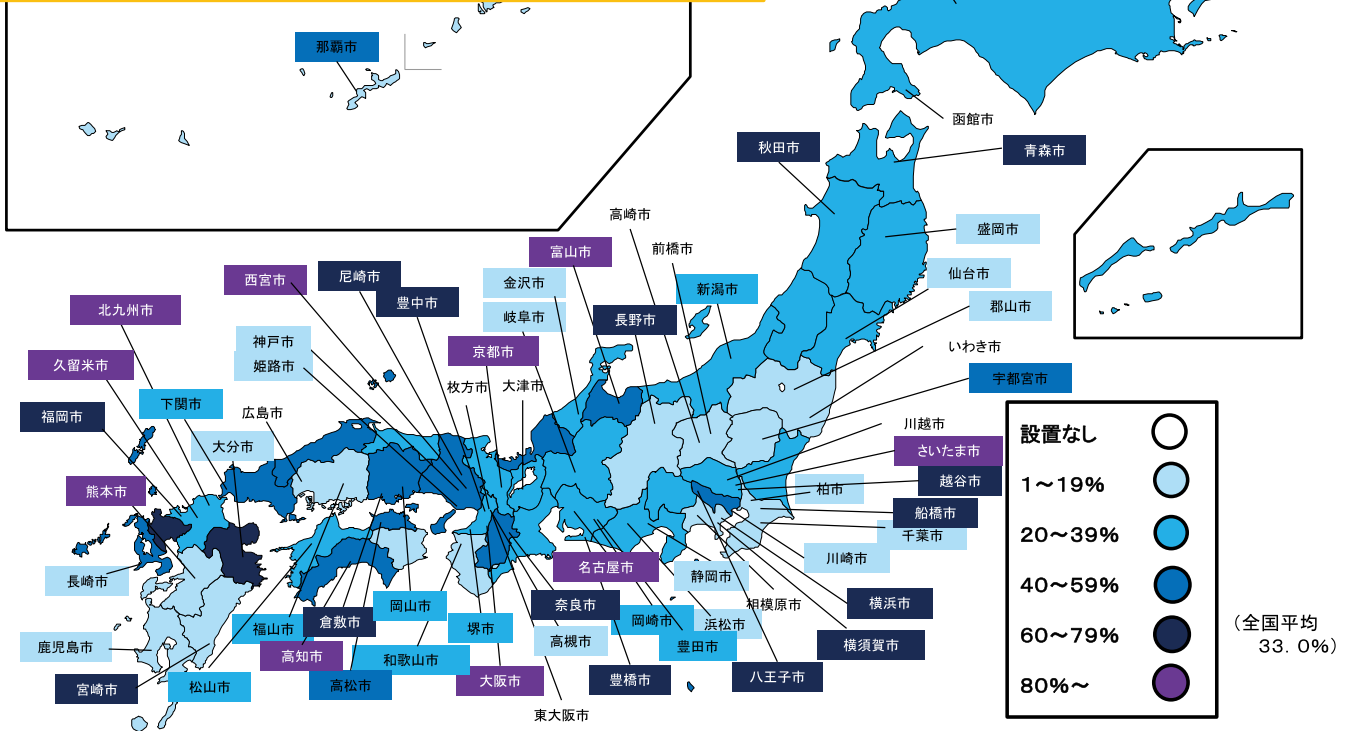 那覇市
函館市
秋田市
青森市
高崎市
盛岡市
富山市
前橋市
西宮市
尼崎市
金沢市
新潟市
仙台市
豊中市
北九州市
岐阜市
長野市
郡山市
神戸市
京都市
いわき市
久留米市
姫路市
枚方市
大津市
宇都宮市
下関市
福岡市
広島市
川越市
大分市
さいたま市
熊本市
柏市
越谷市
船橋市
千葉市
長崎市
名古屋市
静岡市
川崎市
岡山市
奈良市
相模原市
横浜市
福山市
倉敷市
堺市
岡崎市
浜松市
鹿児島市
高知市
和歌山市
高槻市
豊田市
横須賀市
宮崎市
松山市
高松市
大阪市
豊橋市
八王子市
東大阪市
設置なし
1~19%
20~39%
40~59%
60~79%
80%~
(全国平均
33.0%)